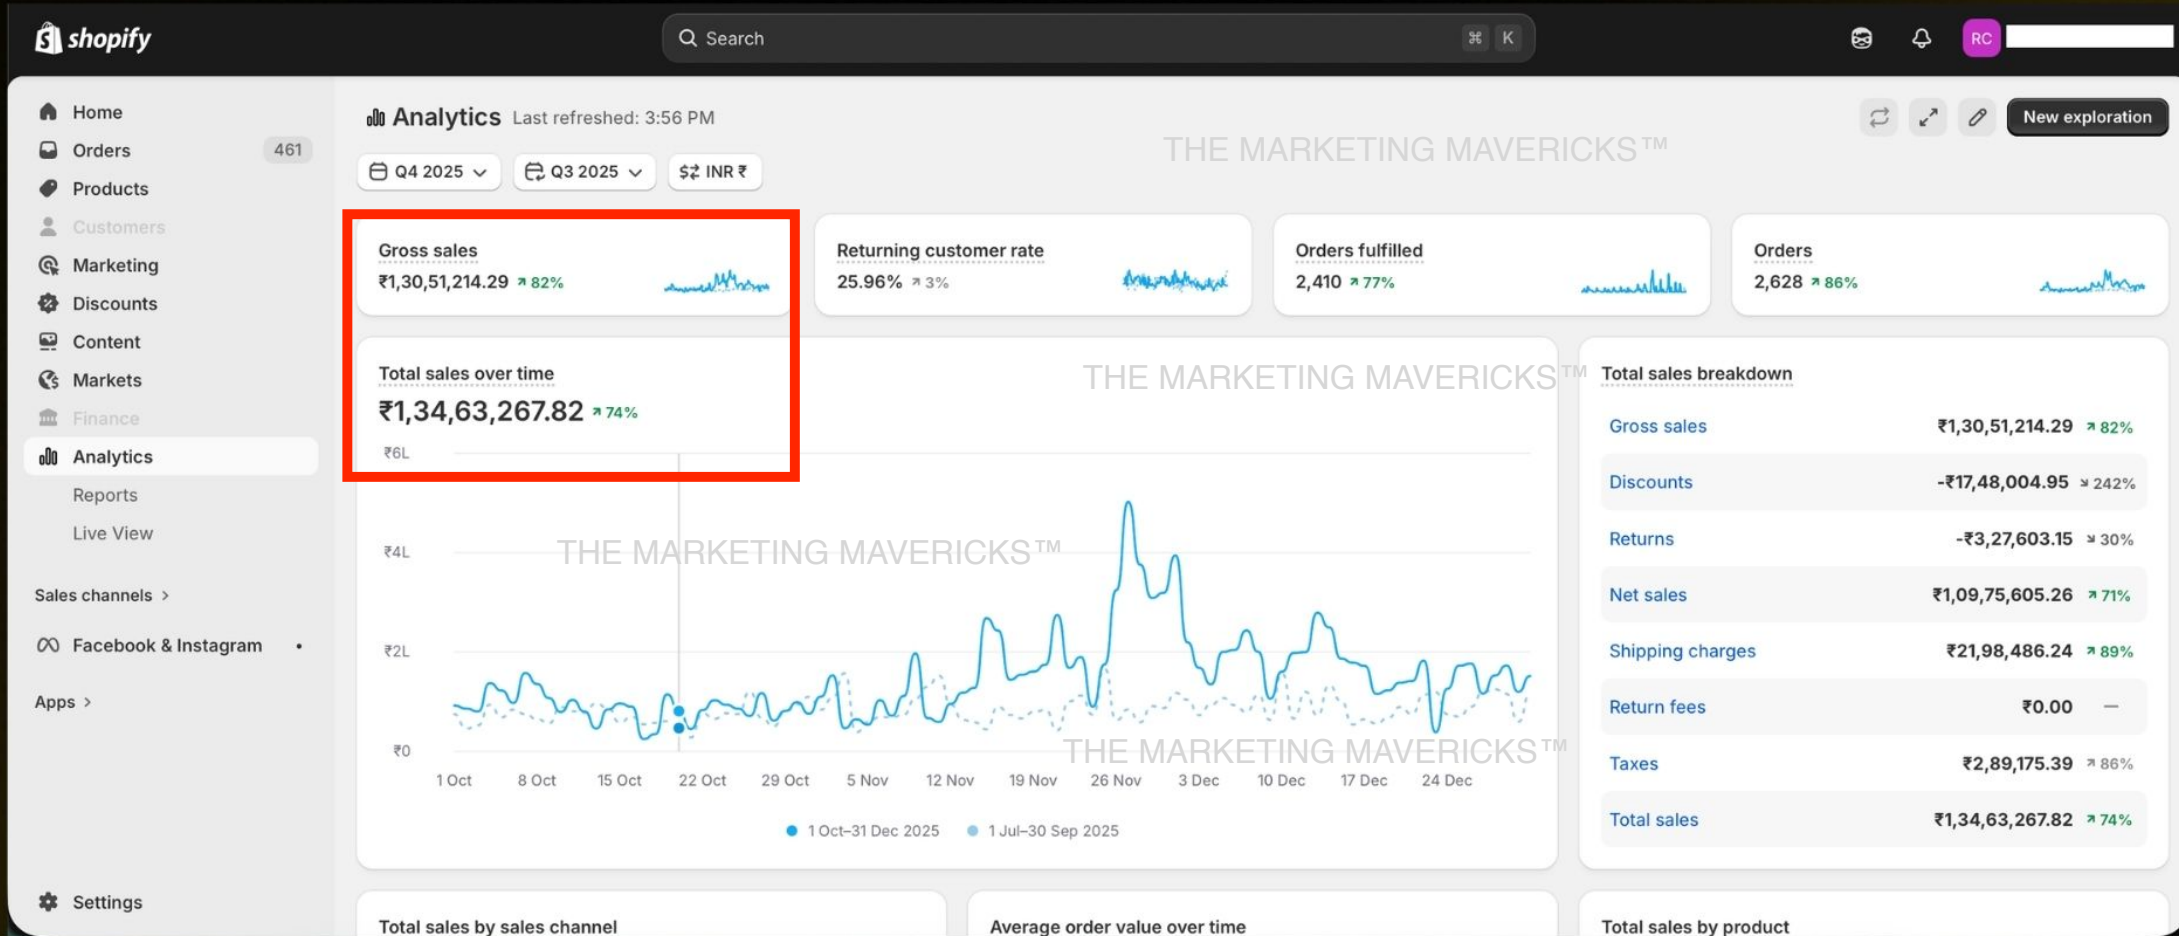 shopify
Search
⌘ K
RC
Home
Orders 461
Products
Customers
Marketing
Discounts
Content
Markets
Finance
Analytics
Reports
Live View
Sales channels >
Facebook & Instagram •
Apps >
Settings
Analytics Last refreshed: 3:56 PM
New exploration
THE MARKETING MAVERICKS™
Q4 2025
Q3 2025
$⇄ INR ₹
Gross sales
₹1,30,51,214.29 ↗ 82%
Returning customer rate
25.96% ↗ 3%
Orders fulfilled
2,410 ↗ 77%
Orders
2,628 ↗ 86%
Total sales over time
₹1,34,63,267.82 ↗ 74%
THE MARKETING MAVERICKS™
₹6L
₹4L
THE MARKETING MAVERICKS™
₹2L
₹0
THE MARKETING MAVERICKS™
1 Oct 8 Oct 15 Oct 22 Oct 29 Oct 5 Nov 12 Nov 19 Nov 26 Nov 3 Dec 10 Dec 17 Dec 24 Dec
1 Oct–31 Dec 2025 1 Jul–30 Sep 2025
Total sales breakdown
Gross sales ₹1,30,51,214.29 ↗ 82%
Discounts -₹17,48,004.95 ↘ 242%
Returns -₹3,27,603.15 ↘ 30%
Net sales ₹1,09,75,605.26 ↗ 71%
Shipping charges ₹21,98,486.24 ↗ 89%
Return fees ₹0.00 —
Taxes ₹2,89,175.39 ↗ 86%
Total sales ₹1,34,63,267.82 ↗ 74%
Total sales by sales channel
Average order value over time
Total sales by product